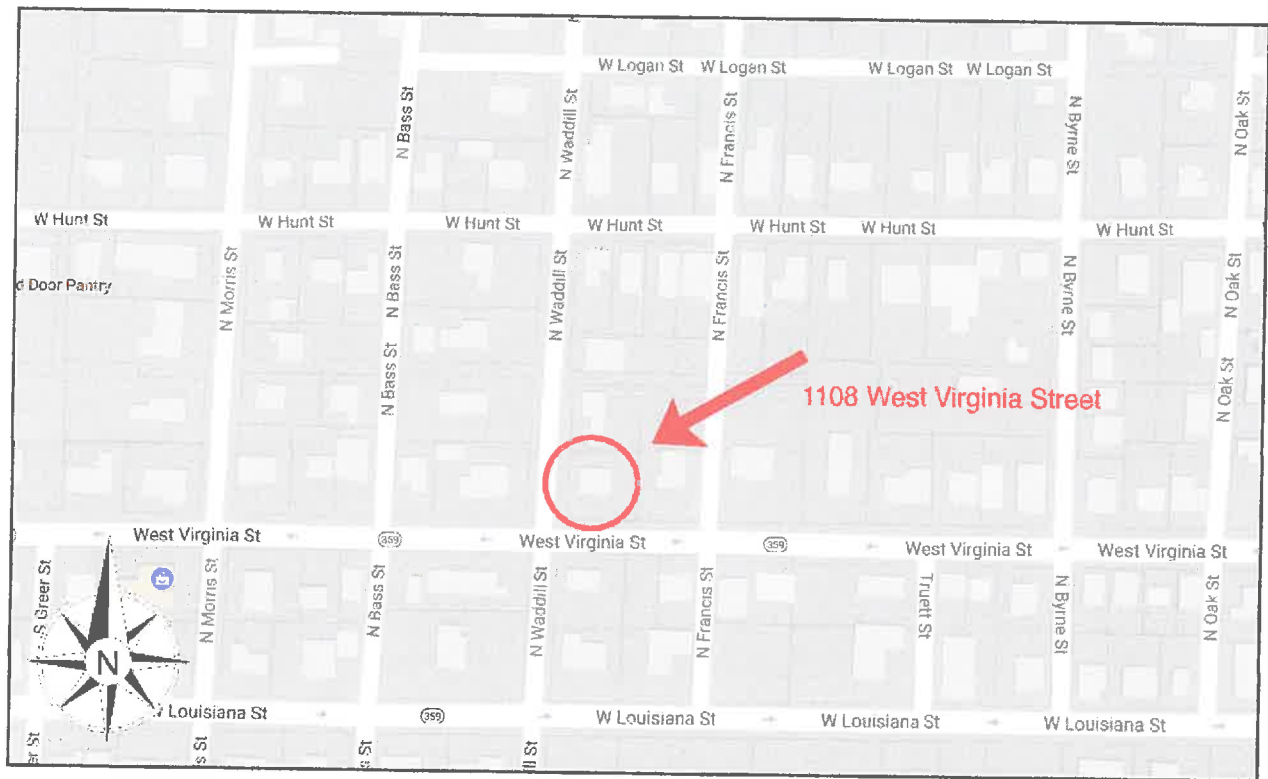 W Logan St
W Logan St
W Logan St
W Logan St
N Bass St
N Waddill St
N Francis St
N Byrne St
N Oak St
W Hunt St
W Hunt St
W Hunt St
W Hunt St
W Hunt St
W Hunt St
W Hunt St
d Door Pantry
N Morris St
N Bass St
N Bass St
N Bass St
N Waddill St
N Francis St
N Byrne St
N Oak St
N Oak St
1108 West Virginia Street
West Virginia St
359
West Virginia St
359
West Virginia St
West Virginia St
S Greer St
N Morris St
N Bass St
N Waddill St
N Francis St
Truett St
N Byrne St
N Oak St
N
W Louisiana St
359
W Louisiana St
W Louisiana St
W Louisiana St
er St
s St
s St
ll St